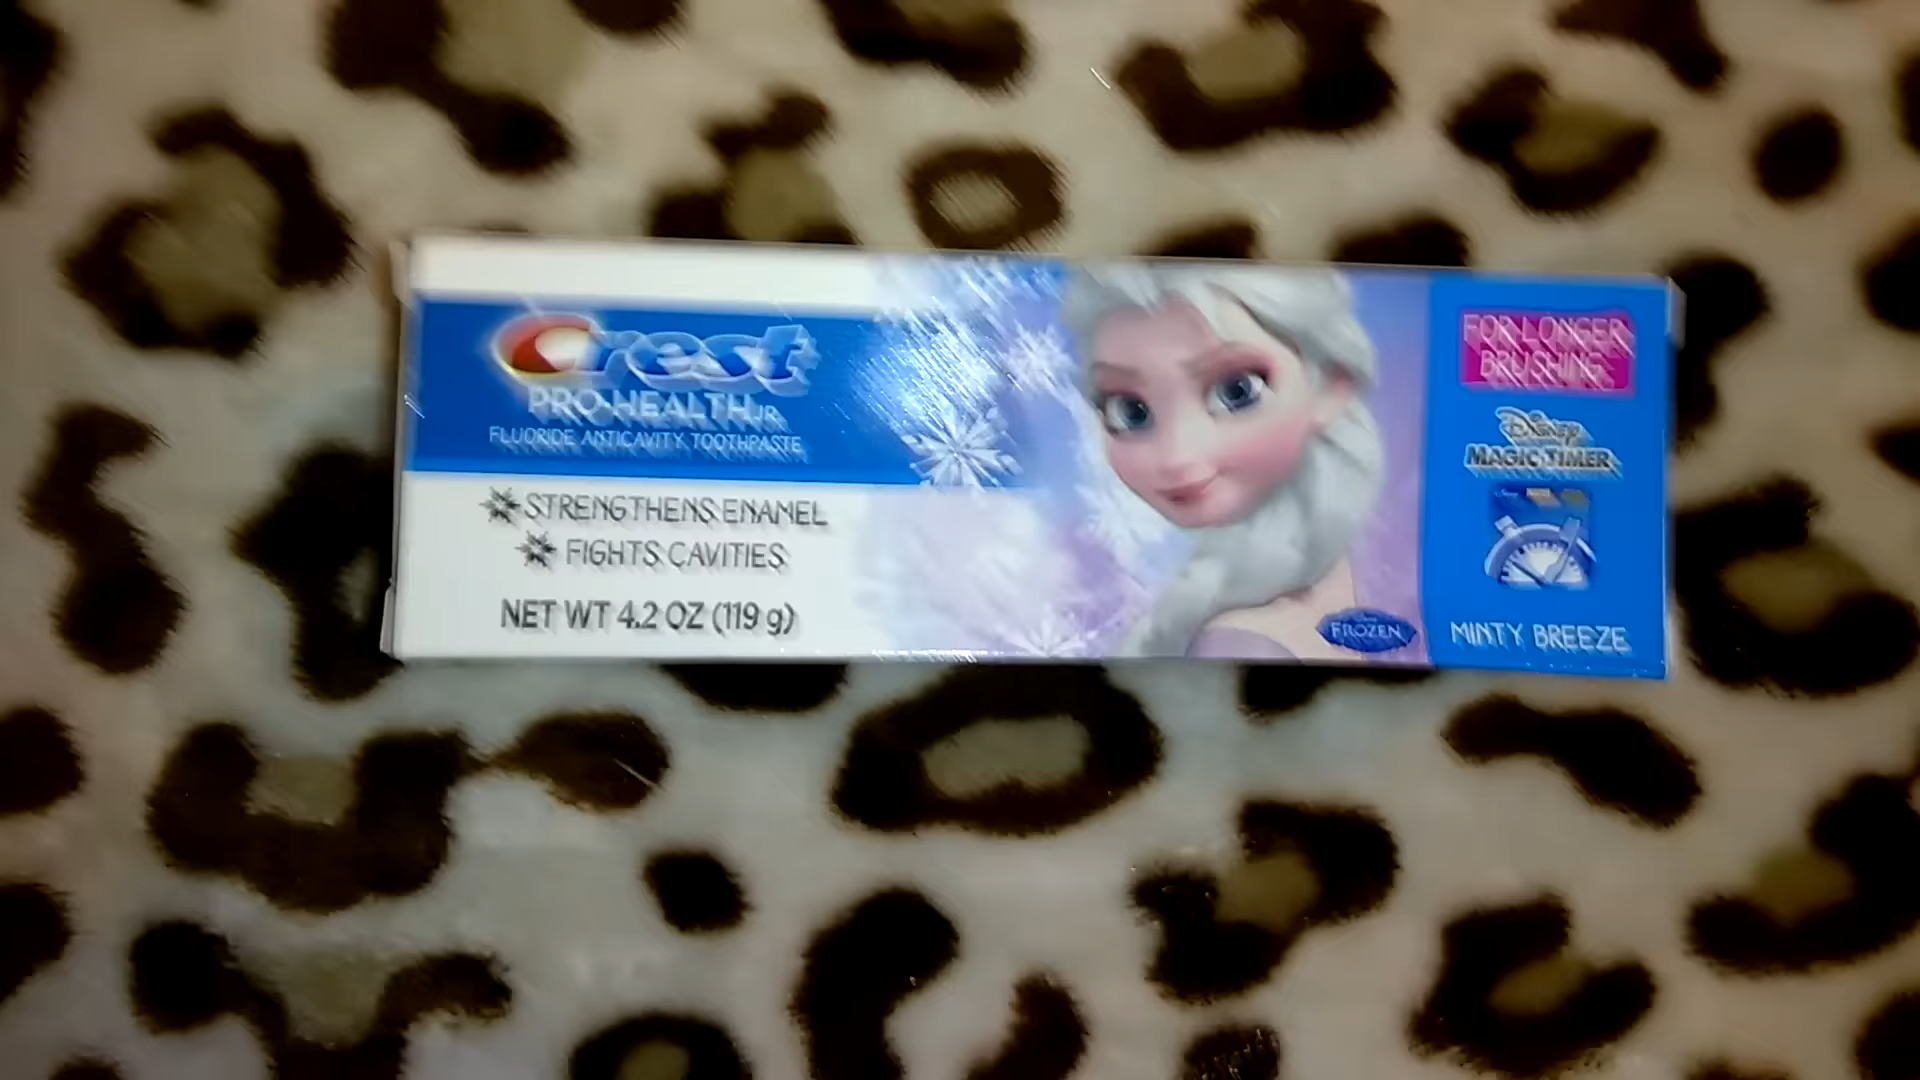 Crest
PRO-HEALTH JR.
FLUORIDE ANTICAVITY TOOTHPASTE
STRENGTHENS ENAMEL
FIGHTS CAVITIES
NET WT 4.2 OZ (119 g)
Disney
FROZEN
FOR LONGER
BRUSHING
Disney
MAGIC TIMER
MINTY BREEZE